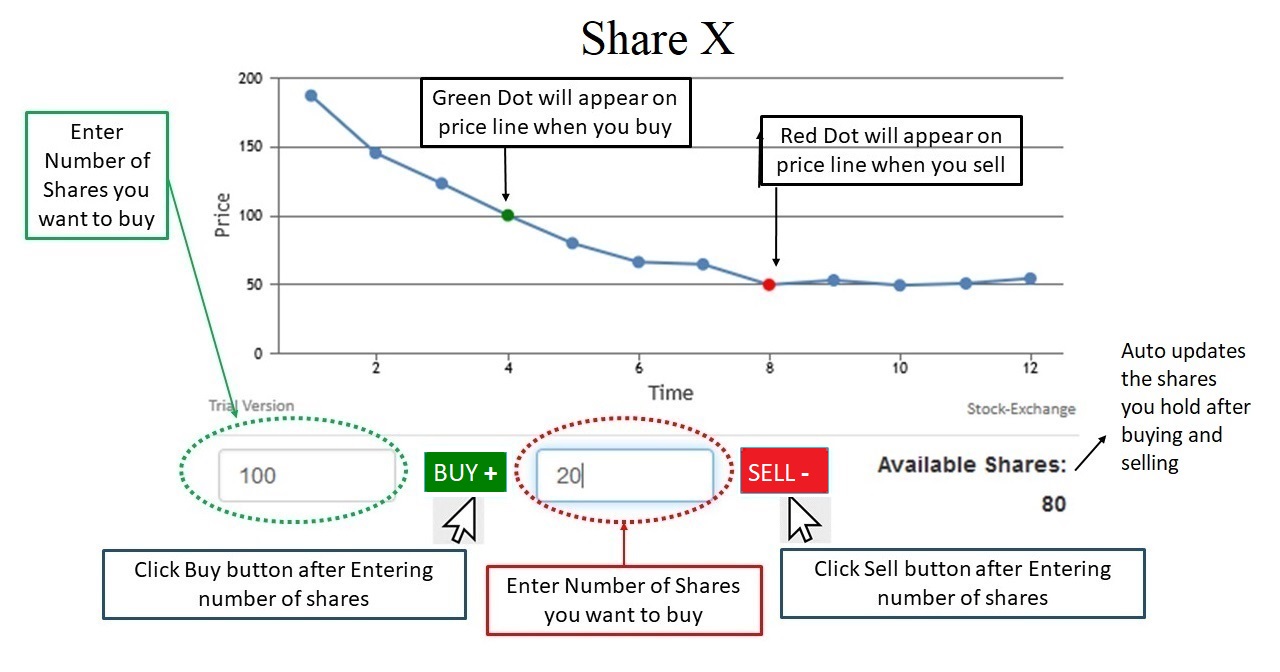 Share X
200
150
100
50
0
Price
2
4
6
8
10
12
Time
Green Dot will appear on
price line when you buy
Red Dot will appear on
price line when you sell
Enter
Number of
Shares you
want to buy
Trial Version
Stock-Exchange
Auto updates
the shares
you hold after
buying and
selling
100
BUY +
20
SELL -
Available Shares:
80
Click Buy button after Entering
number of shares
Enter Number of Shares
you want to buy
Click Sell button after Entering
number of shares